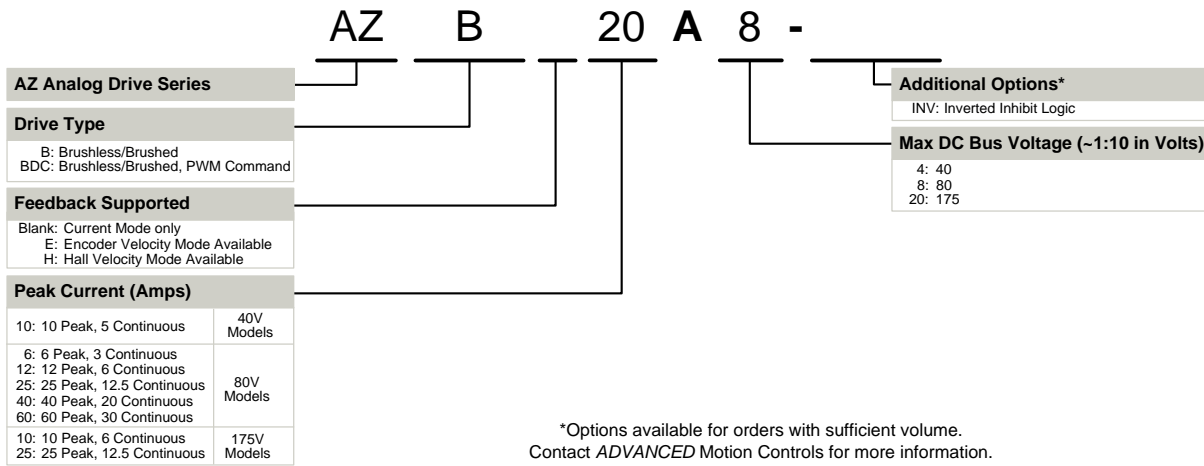 AZ B 20 A 8 -
AZ Analog Drive Series
Drive Type
B: Brushless/Brushed
BDC: Brushless/Brushed, PWM Command
Feedback Supported
Blank: Current Mode only
E: Encoder Velocity Mode Available
H: Hall Velocity Mode Available
Peak Current (Amps)
10: 10 Peak, 5 Continuous
40V
Models
6: 6 Peak, 3 Continuous
12: 12 Peak, 6 Continuous
25: 25 Peak, 12.5 Continuous
40: 40 Peak, 20 Continuous
60: 60 Peak, 30 Continuous
80V
Models
10: 10 Peak, 6 Continuous
25: 25 Peak, 12.5 Continuous
175V
Models
Additional Options*
INV: Inverted Inhibit Logic
Max DC Bus Voltage (~1:10 in Volts)
4: 40
8: 80
20: 175
*Options available for orders with sufficient volume.
Contact ADVANCED Motion Controls for more information.